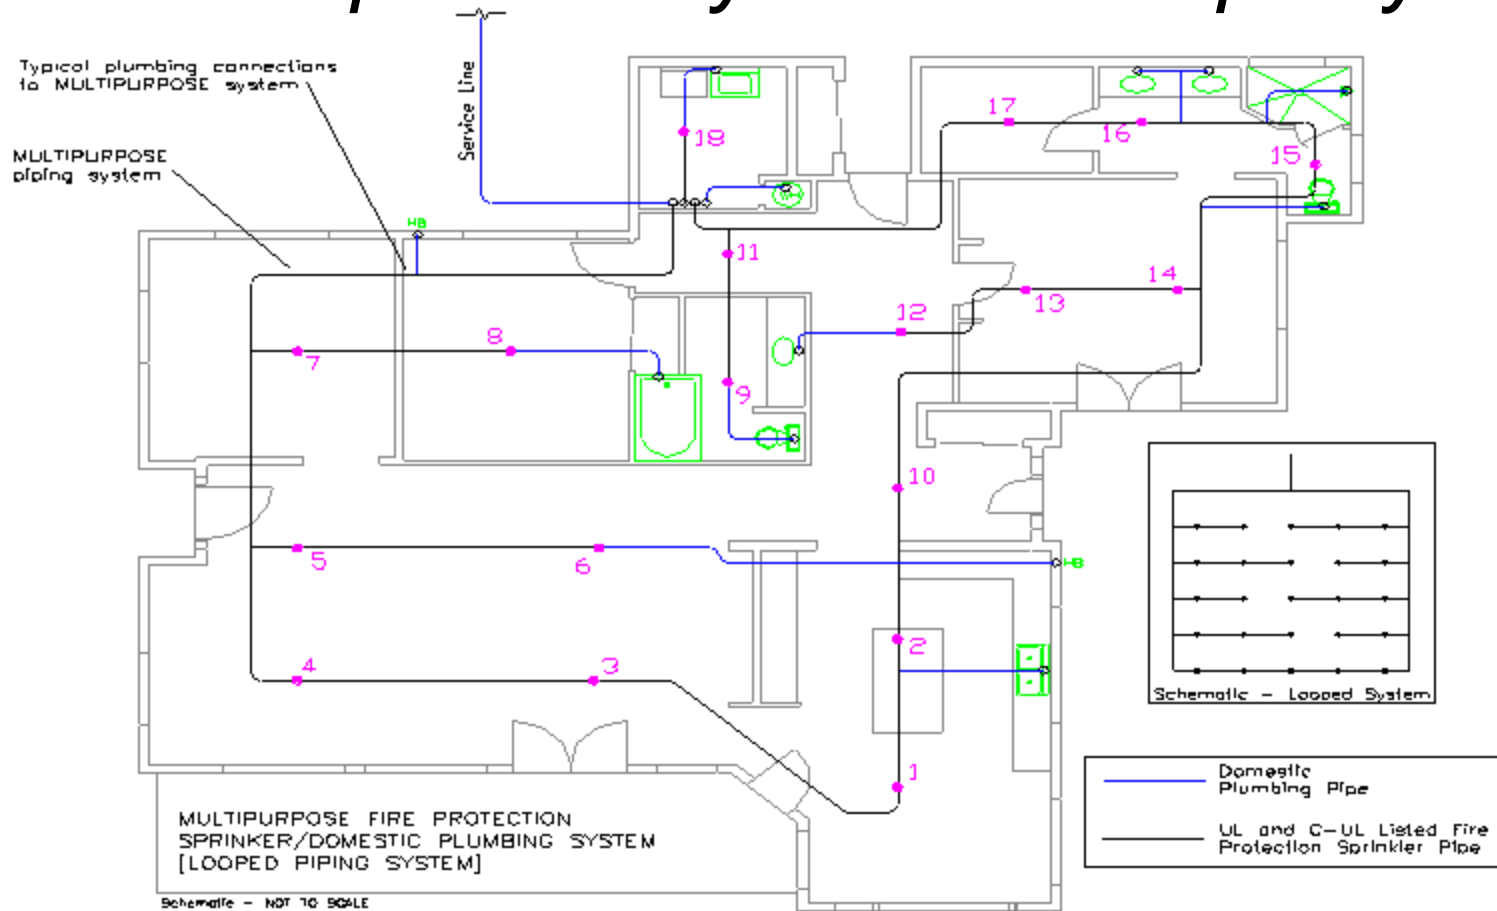 Service Line
Typical plumbing connections
to MULTIPURPOSE system
MULTIPURPOSE
piping system
HB
18
17
16
15
WH
11
14
13
12
8
7
9
10
5
6
HB
4
3
2
1
Schematic - Looped System
Domestic
Plumbing Pipe
UL and C-UL Listed Fire
Protection Sprinkler Pipe
MULTIPURPOSE FIRE PROTECTION
SPRINKER/DOMESTIC PLUMBING SYSTEM
[LOOPED PIPING SYSTEM]
Schematic - NOT TO SCALE